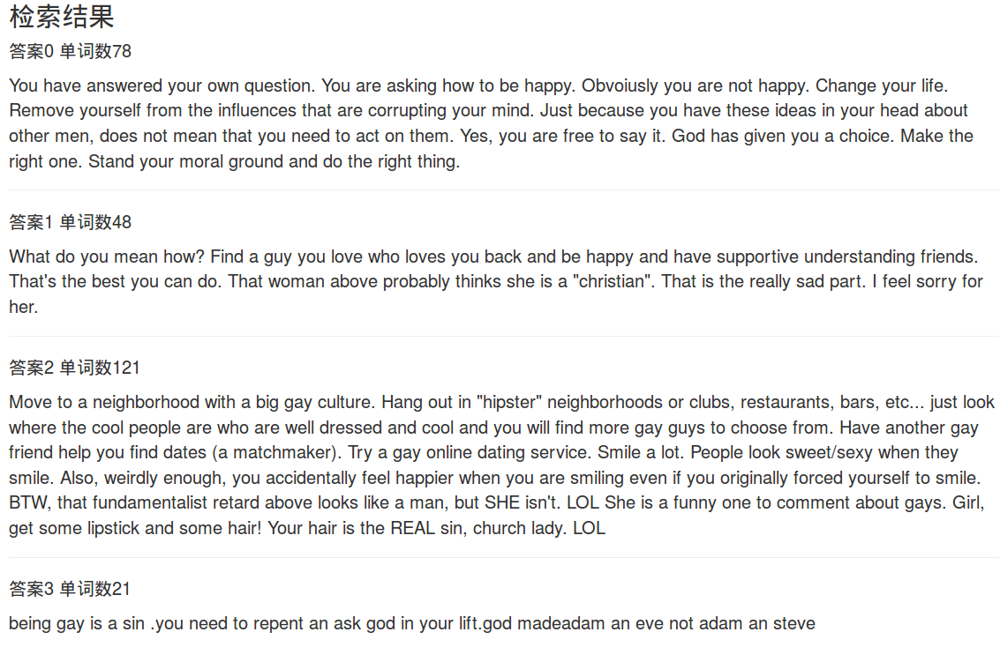 检索结果
答案0 单词数78
You have answered your own question. You are asking how to be happy. Obvoiusly you are not happy. Change your life.
Remove yourself from the influences that are corrupting your mind. Just because you have these ideas in your head about
other men, does not mean that you need to act on them. Yes, you are free to say it. God has given you a choice. Make the
right one. Stand your moral ground and do the right thing.
答案1 单词数48
What do you mean how? Find a guy you love who loves you back and be happy and have supportive understanding friends.
That's the best you can do. That woman above probably thinks she is a "christian". That is the really sad part. I feel sorry for
her.
答案2 单词数121
Move to a neighborhood with a big gay culture. Hang out in "hipster" neighborhoods or clubs, restaurants, bars, etc... just look
where the cool people are who are well dressed and cool and you will find more gay guys to choose from. Have another gay
friend help you find dates (a matchmaker). Try a gay online dating service. Smile a lot. People look sweet/sexy when they
smile. Also, weirdly enough, you accidentally feel happier when you are smiling even if you originally forced yourself to smile.
BTW, that fundamentalist retard above looks like a man, but SHE isn't. LOL She is a funny one to comment about gays. Girl,
get some lipstick and some hair! Your hair is the REAL sin, church lady. LOL
答案3 单词数21
being gay is a sin .you need to repent an ask god in your lift.god madeadam an eve not adam an steve